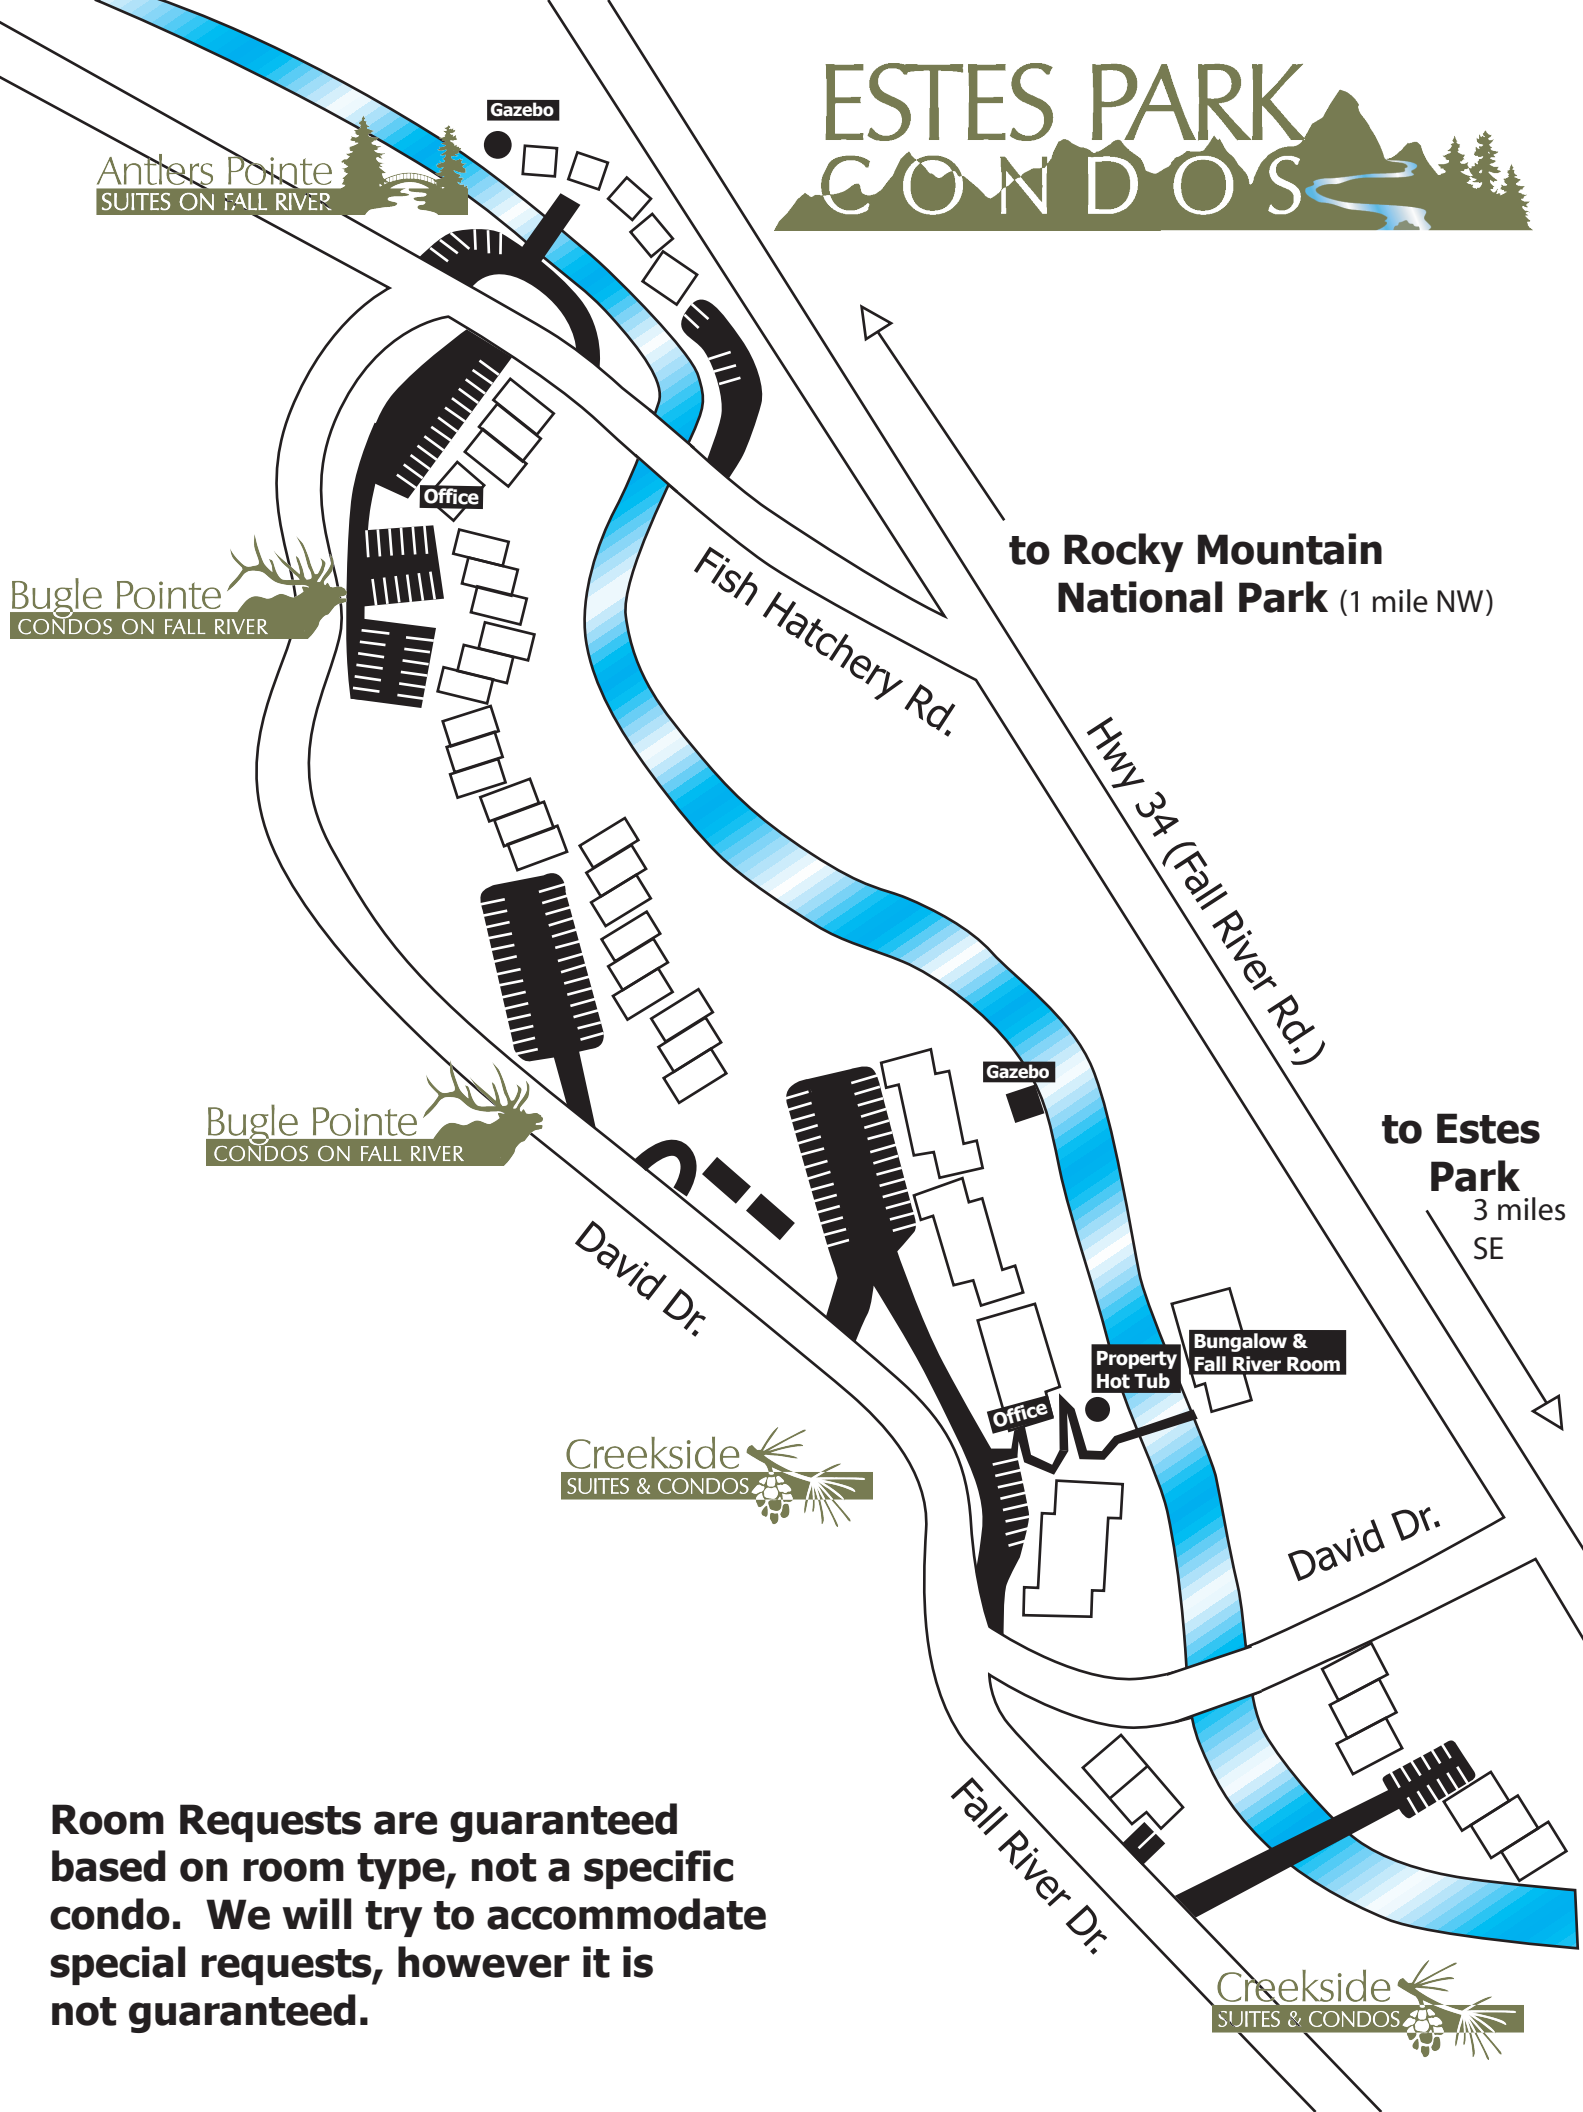 ESTES PARK
CONDOS
Gazebo
Antlers Pointe
SUITES ON FALL RIVER
Office
to Rocky Mountain
National Park (1 mile NW)
Fish Hatchery Rd.
Bugle Pointe
CONDOS ON FALL RIVER
Hwy 34 (Fall River Rd.)
Gazebo
Bugle Pointe
CONDOS ON FALL RIVER
to Estes
Park
3 miles
SE
David Dr.
Bungalow &
Fall River Room
Property
Hot Tub
Office
Creekside
SUITES & CONDOS
David Dr.
Fall River Dr.
Room Requests are guaranteed
based on room type, not a specific
condo.  We will try to accommodate
special requests, however it is
not guaranteed.
Creekside
SUITES & CONDOS